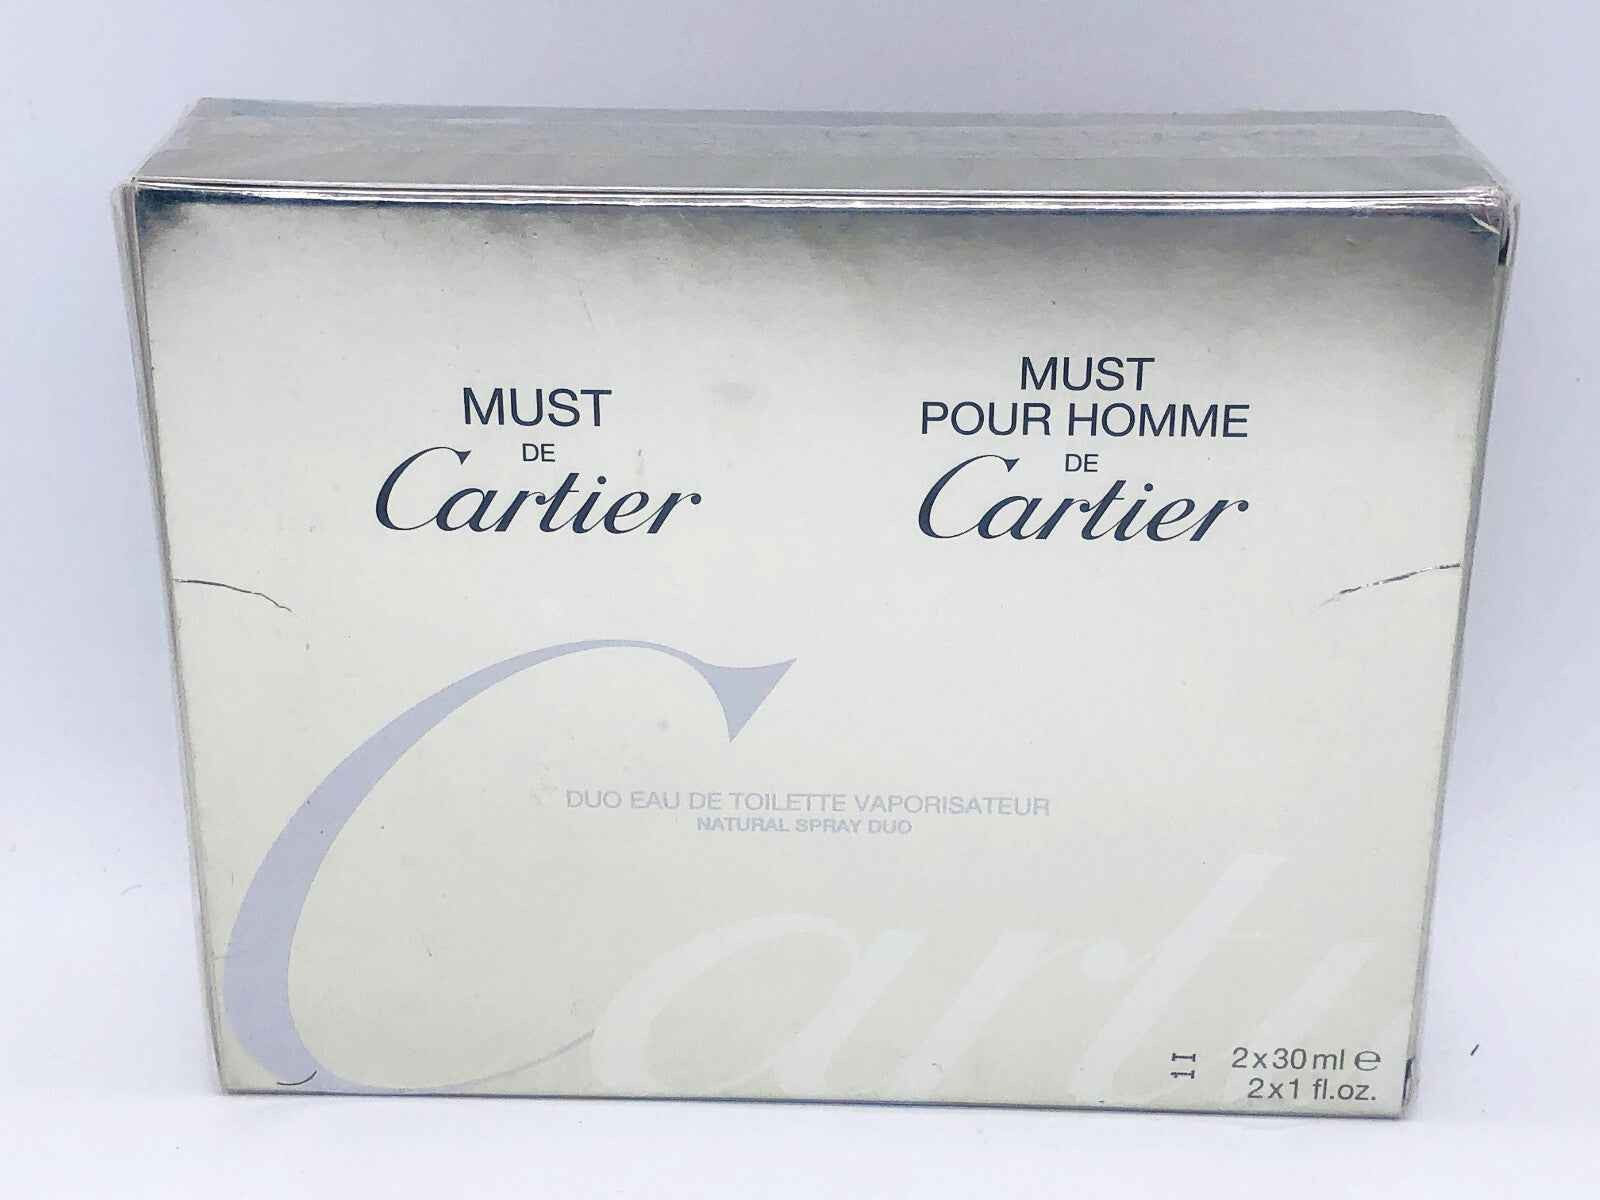 MUST
DE
Cartier
MUST
POUR HOMME
DE
Cartier
DUO EAU DE TOILETTE VAPORISATEUR
NATURAL SPRAY DUO
Carti
2x30ml ℮
2x1 fl.oz.